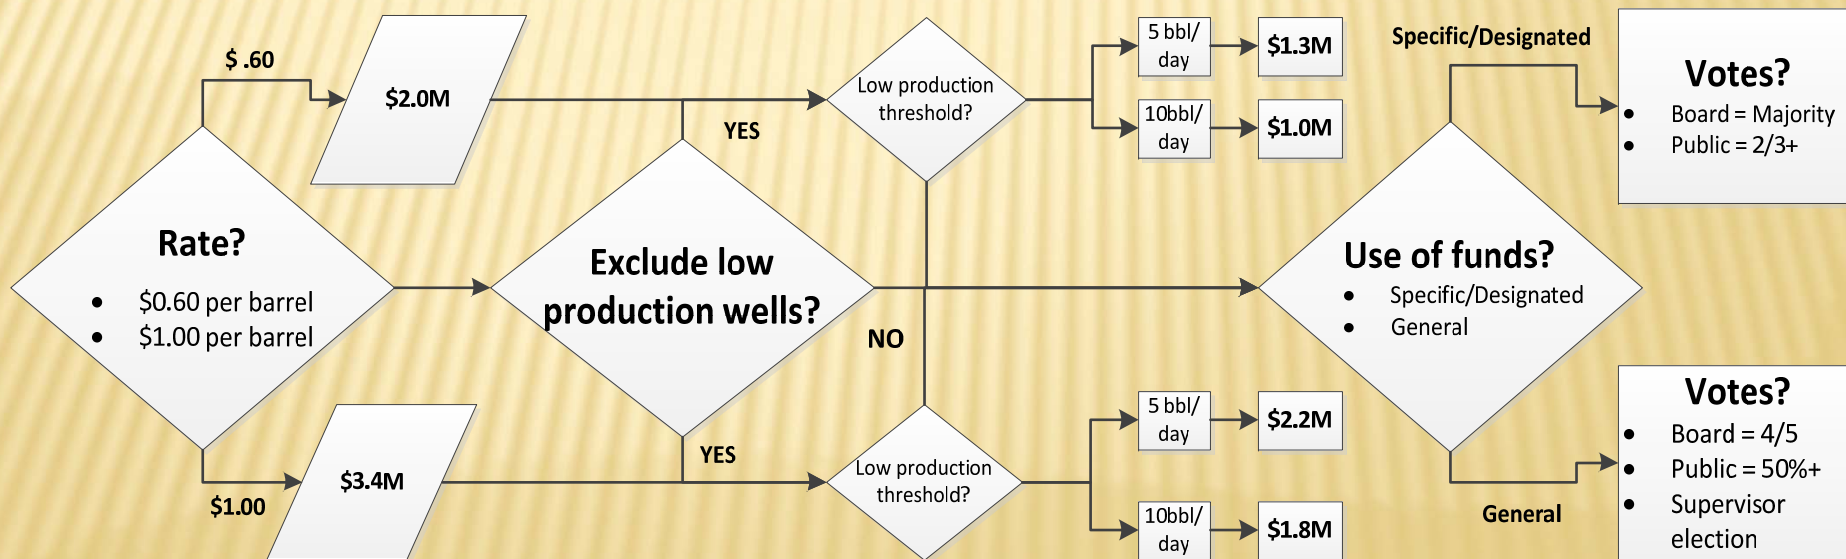 $ .60
$2.0M
Rate?
• $0.60 per barrel
• $1.00 per barrel
$1.00
$3.4M
YES
Exclude low
production wells?
YES
NO
Low production
threshold?
5 bbl/
day
$1.3M
10bbl/
day
$1.0M
Low production
threshold?
5 bbl/
day
$2.2M
10bbl/
day
$1.8M
Use of funds?
• Specific/Designated
• General
Specific/Designated
Votes?
• Board = Majority
• Public = 2/3+
General
Votes?
• Board = 4/5
• Public = 50%+
• Supervisor
election